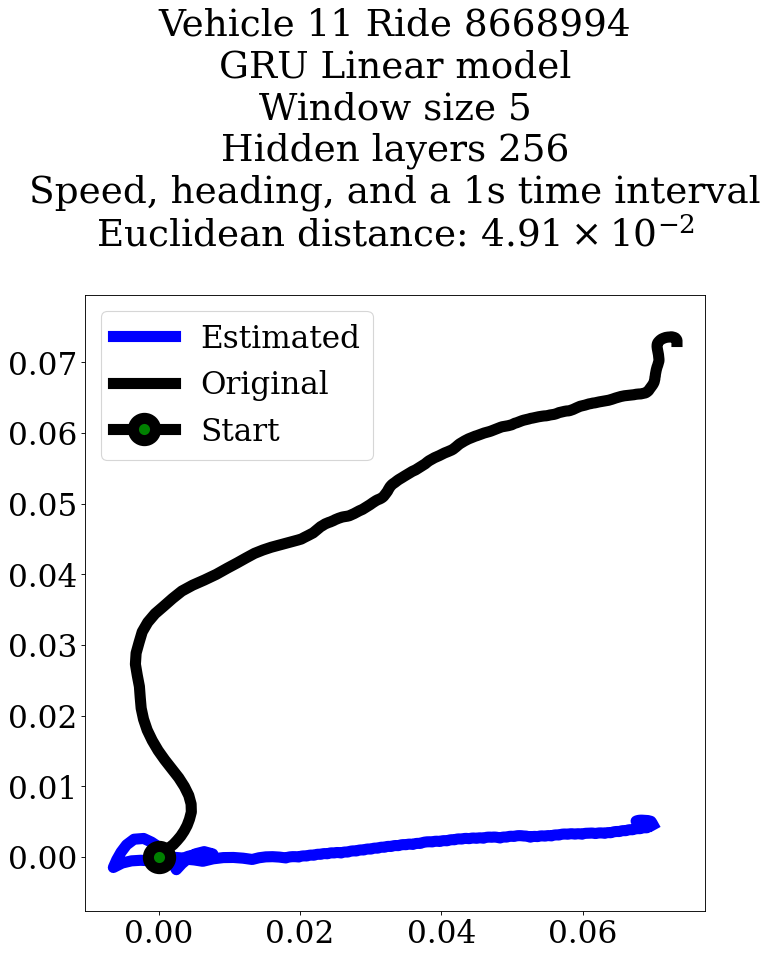 Vehicle 11 Ride 8668994
GRU Linear model
Window size 5
Hidden layers 256
Speed, heading, and a 1s time interval
Euclidean distance: 4.91 × 10⁻²
Estimated
Original
Start
0.07
0.06
0.05
0.04
0.03
0.02
0.01
0.00
0.00 0.02 0.04 0.06